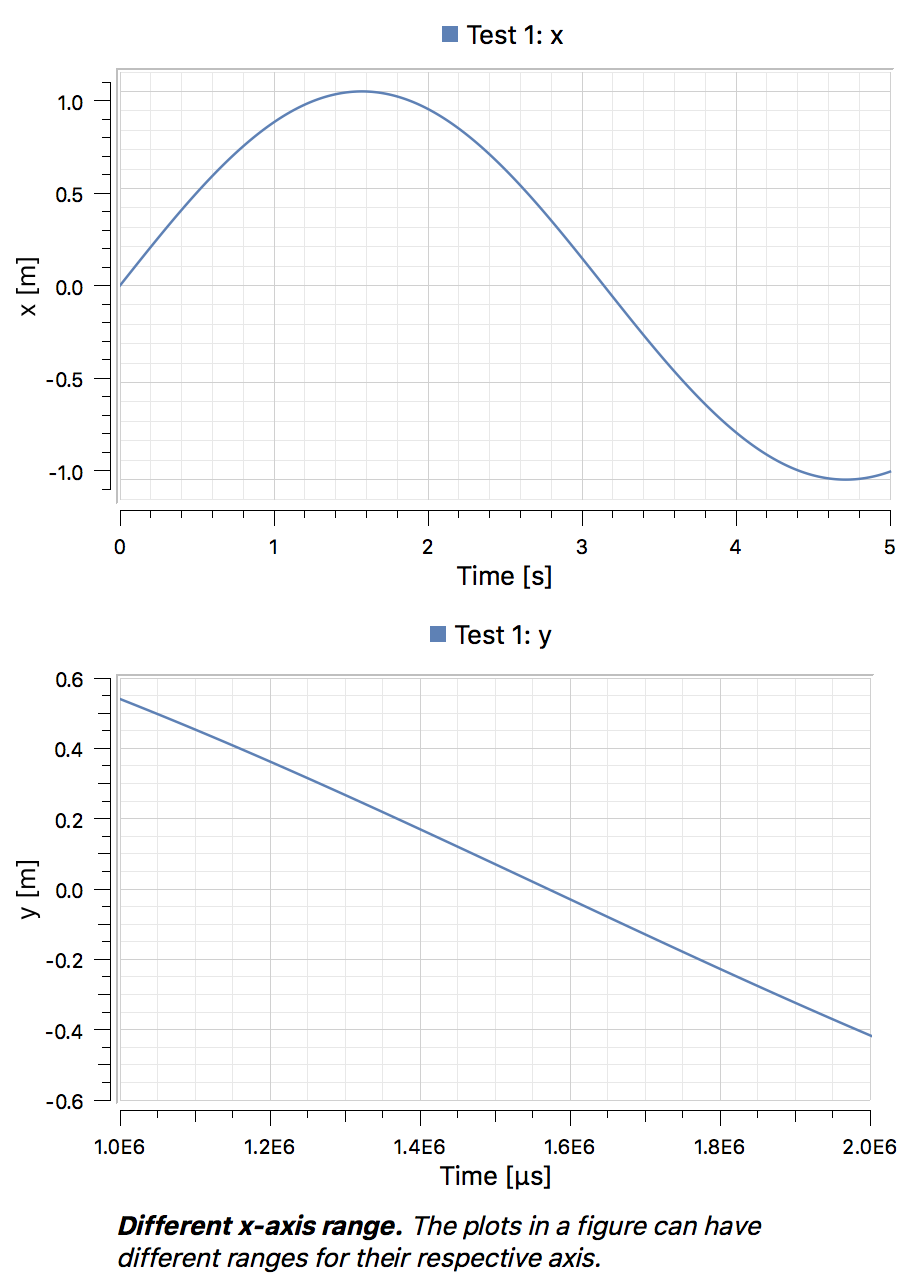 Test 1: x
1.0
0.5
0.0
-0.5
-1.0
x [m]
0 1 2 3 4 5
Time [s]
Test 1: y
0.6
0.4
0.2
0.0
-0.2
-0.4
-0.6
y [m]
1.0E6 1.2E6 1.4E6 1.6E6 1.8E6 2.0E6
Time [µs]
Different x-axis range. The plots in a figure can have
different ranges for their respective axis.